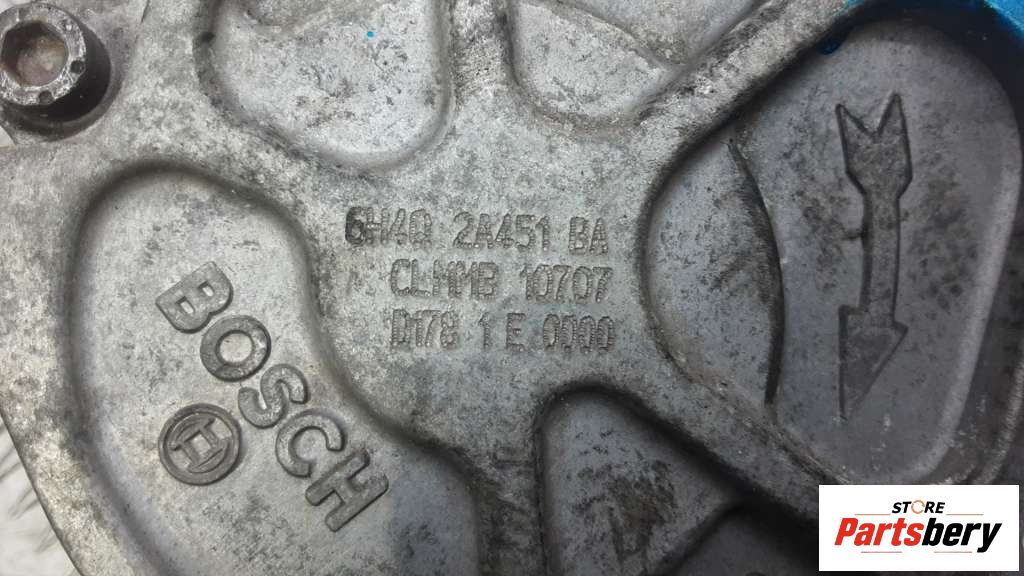 6H4Q 2A451 BA
CLHMB 10707
D178 1 E 0000
BOSCH
STORE
Partsbery